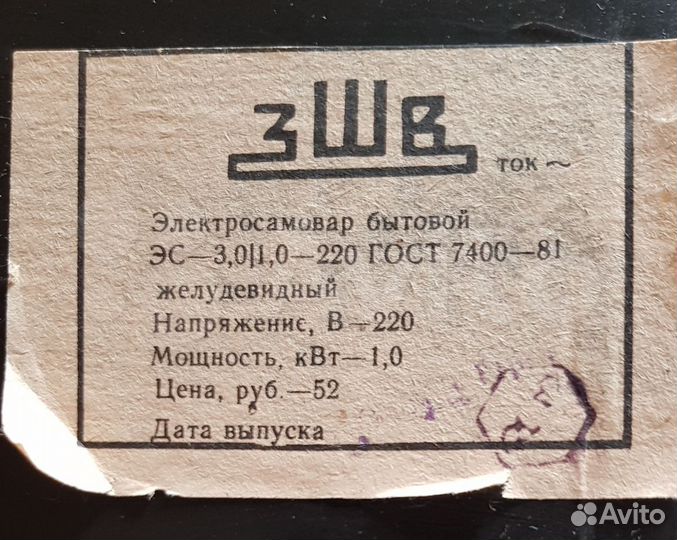 ЗШВ
ток ~
Электросамовар бытовой
ЭС—3,0|1,0—220 ГОСТ 7400—81
желудевидный
Напряжение, В—220
Мощность, кВт—1,0
Цена, руб.—52
Дата выпуска
Avito